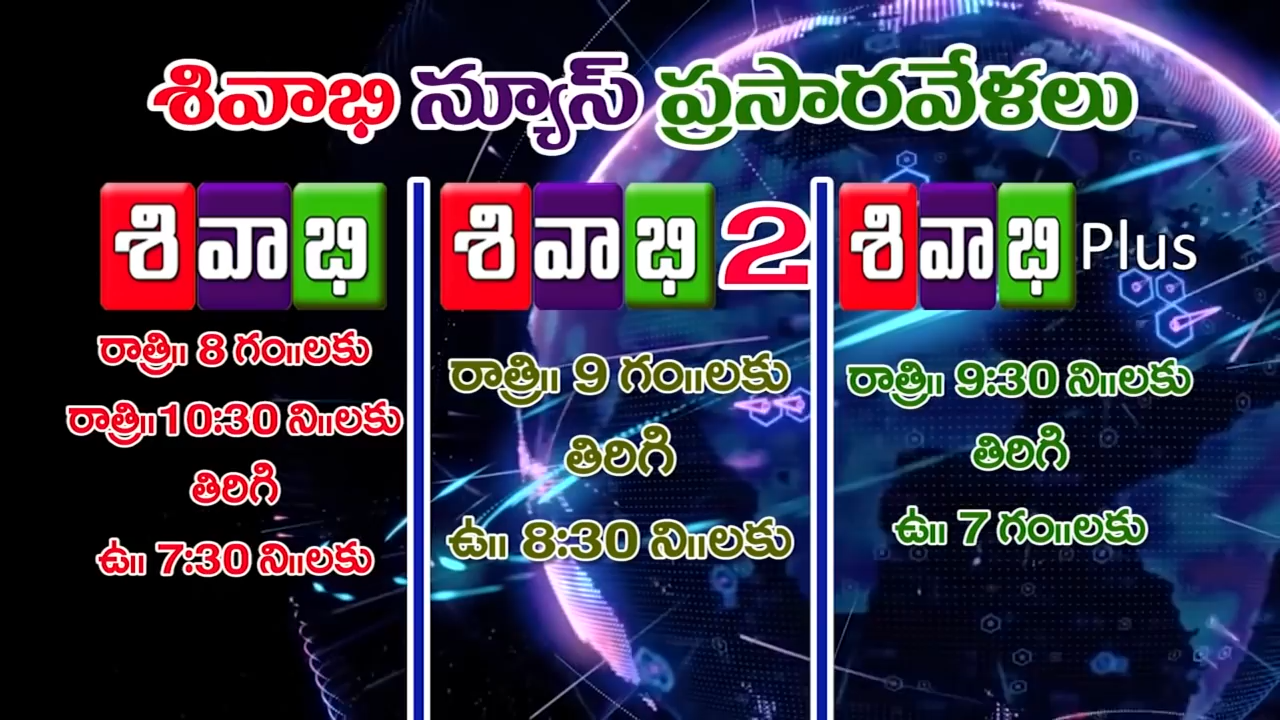 శివాభి న్యూస్ ప్రసారవేళలు
శివాభి
రాత్రి॥ 8 గం॥లకు
రాత్రి॥10:30 ని॥లకు
తిరిగి
ఉ॥ 7:30 ని॥లకు
శివాభి 2
రాత్రి॥ 9 గం॥లకు
తిరిగి
ఉ॥ 8:30 ని॥లకు
శివాభి Plus
రాత్రి॥ 9:30 ని॥లకు
తిరిగి
ఉ॥ 7 గం॥లకు